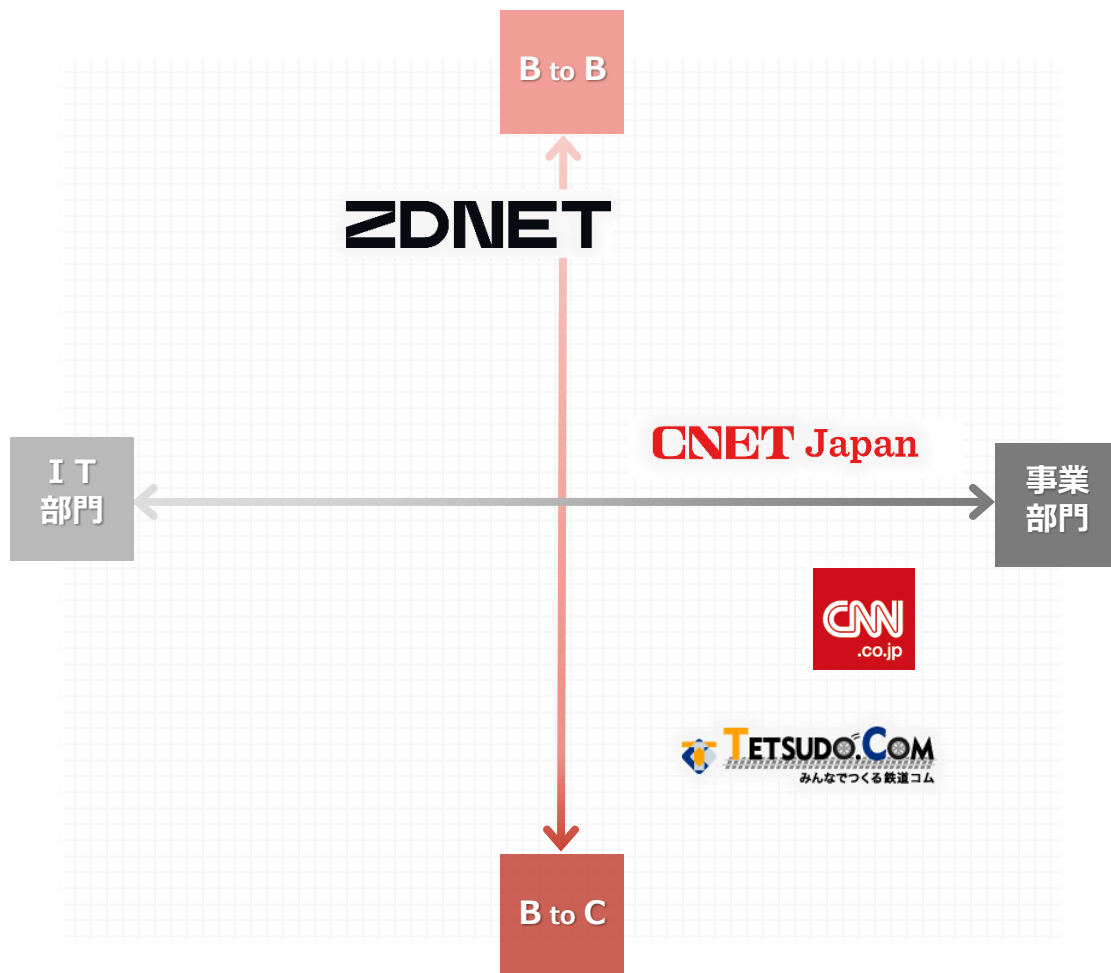 B to B
ZDNET
CNET Japan
ＩＴ
部門
事業
部門
CNN
.co.jp
TETSUDO.COM
みんなでつくる鉄道コム
B to C